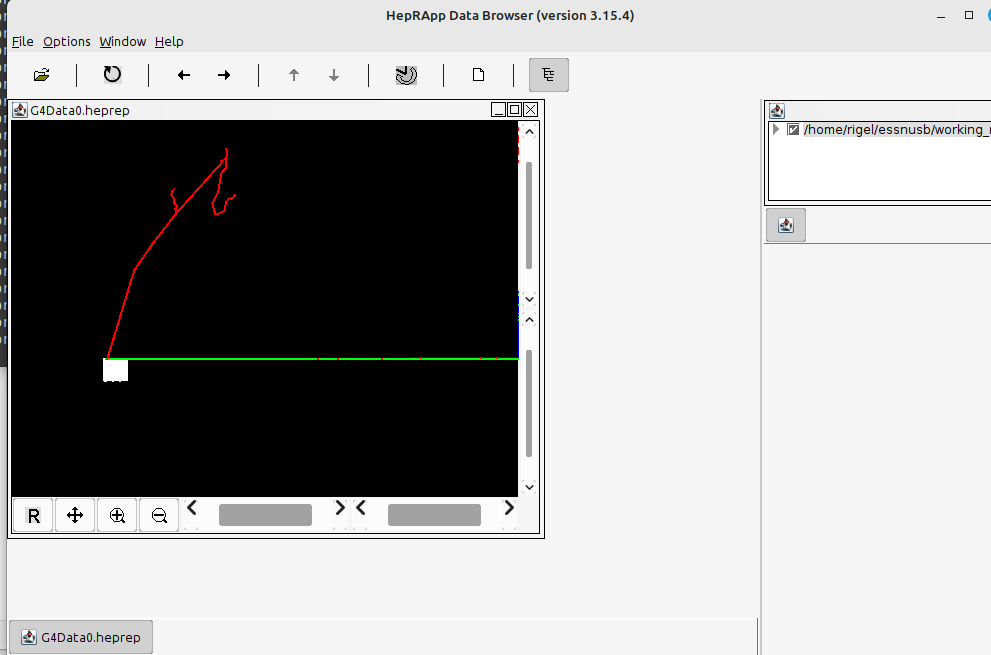 HepRApp Data Browser (version 3.15.4)
File Options Window Help
G4Data0.heprep
/home/rigel/essnusb/working_
R
G4Data0.heprep